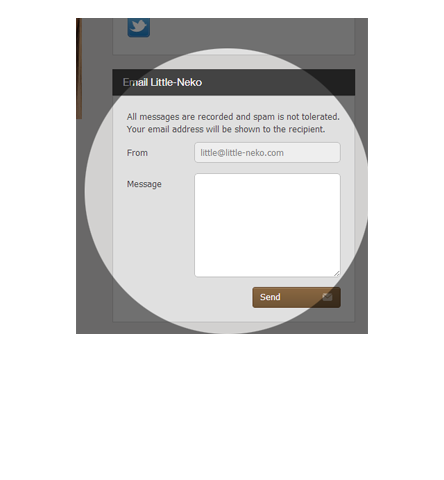 Email Little-Neko
All messages are recorded and spam is not tolerated.
Your email address will be shown to the recipient.
From
little@little-neko.com
Message
Send